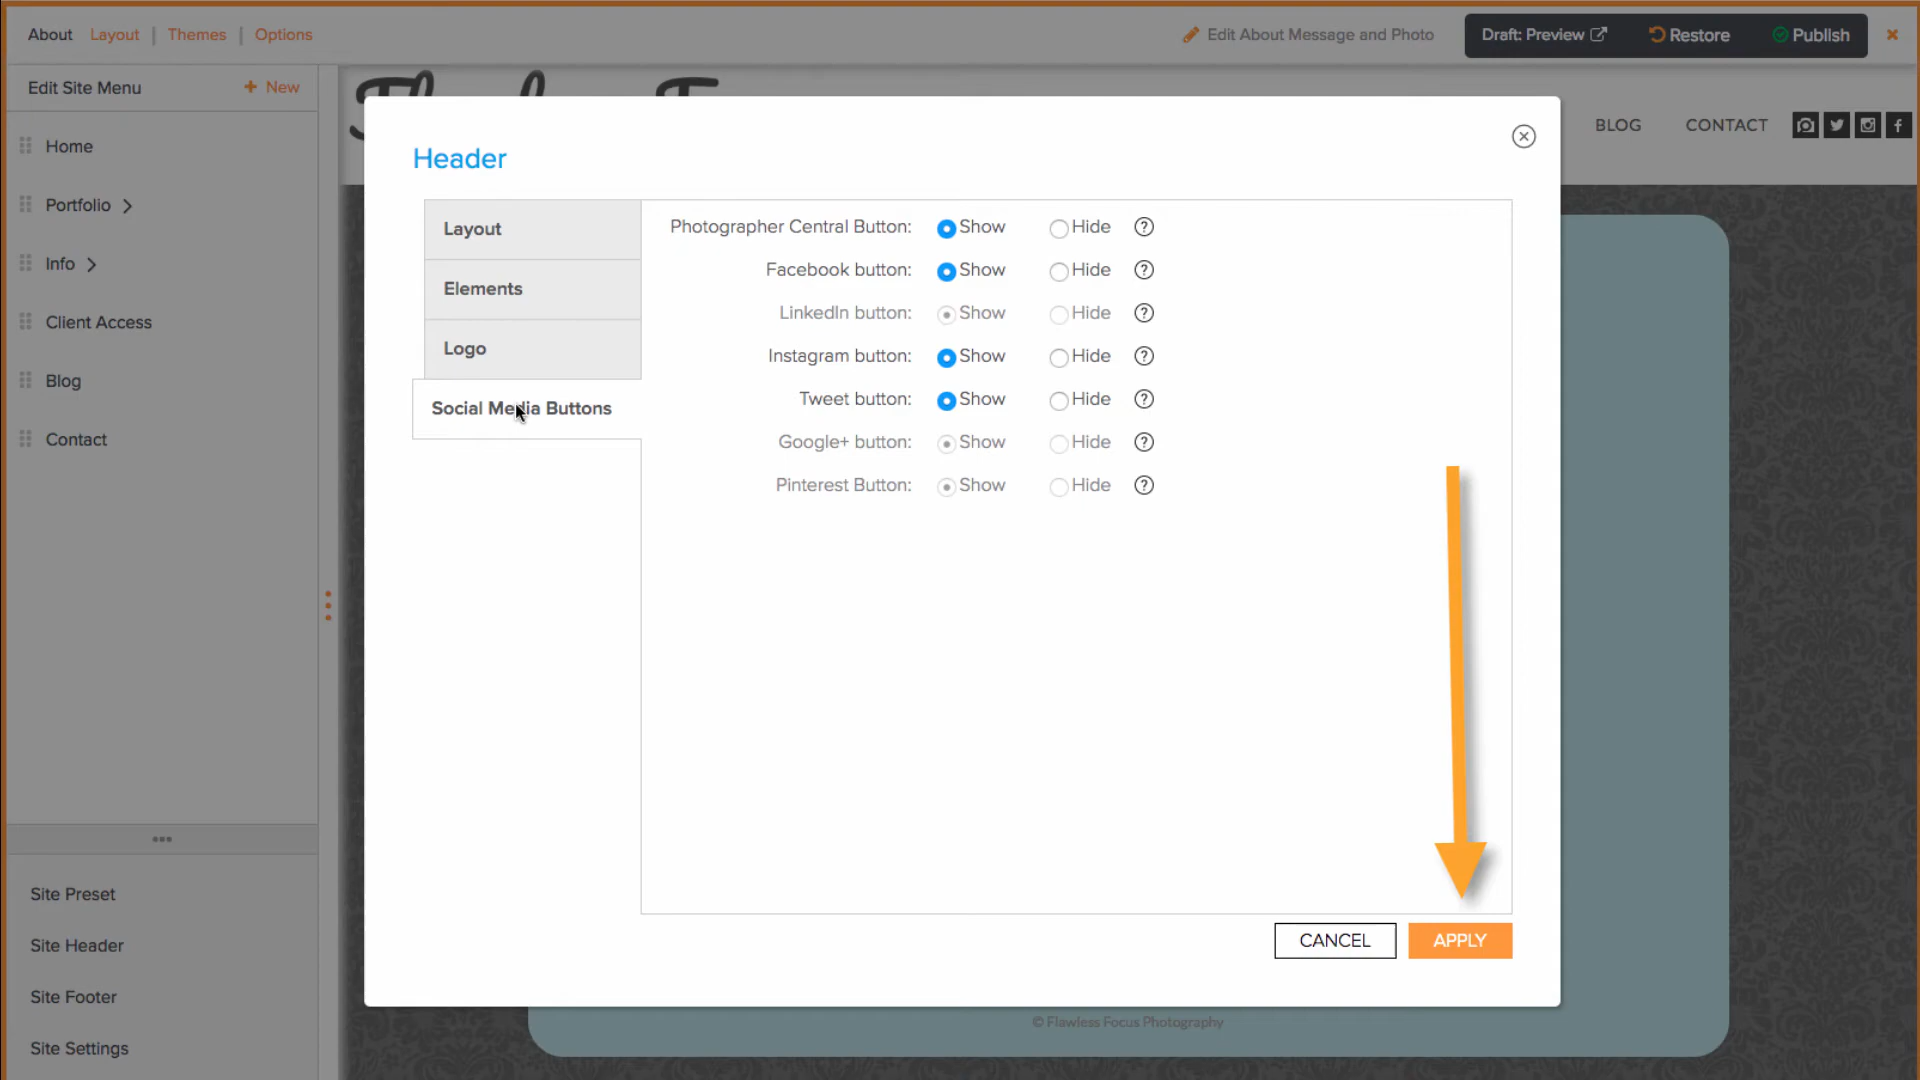 About Layout | Themes | Options
Edit About Message and Photo
Draft: Preview Restore Publish
Edit Site Menu + New
Home
Portfolio
Info
Client Access
Blog
Contact
Site Preset
Site Header
Site Footer
Site Settings
BLOG CONTACT
Header
Layout
Elements
Logo
Social Media Buttons
Photographer Central Button: Show Hide ?
Facebook button: Show Hide ?
LinkedIn button: Show Hide ?
Instagram button: Show Hide ?
Tweet button: Show Hide ?
Google+ button: Show Hide ?
Pinterest Button: Show Hide ?
CANCEL APPLY
© Flawless Focus Photography